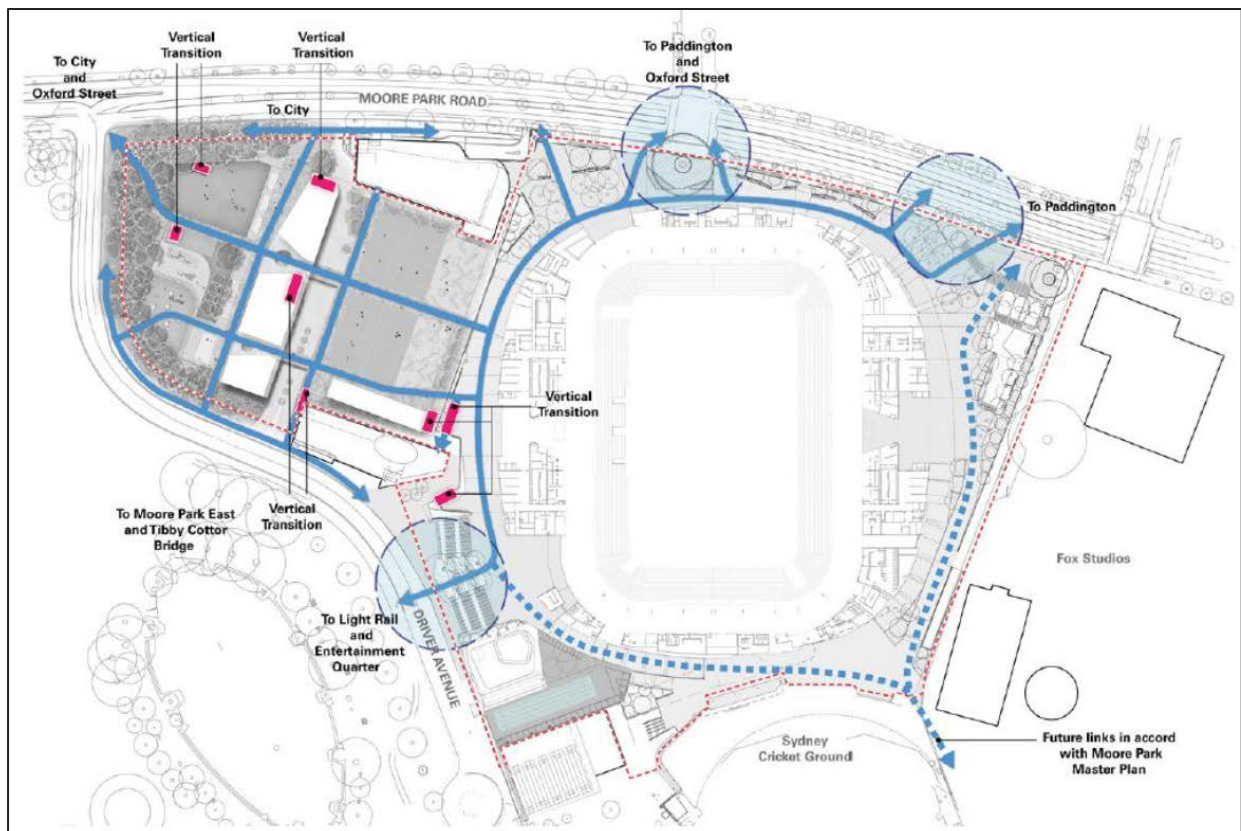 Vertical
Transition
Vertical
Transition
To City
and
Oxford Street
To City
MOORE PARK ROAD
To Paddington
and
Oxford Street
To Paddington
Vertical
Transition
To Moore Park East
and Tibby Cottor
Bridge
Vertical
Transition
To Light Rail
and
Entertainment
Quarter
DRIVER AVENUE
Fox Studios
Sydney
Cricket Ground
Future links in accord
with Moore Park
Master Plan